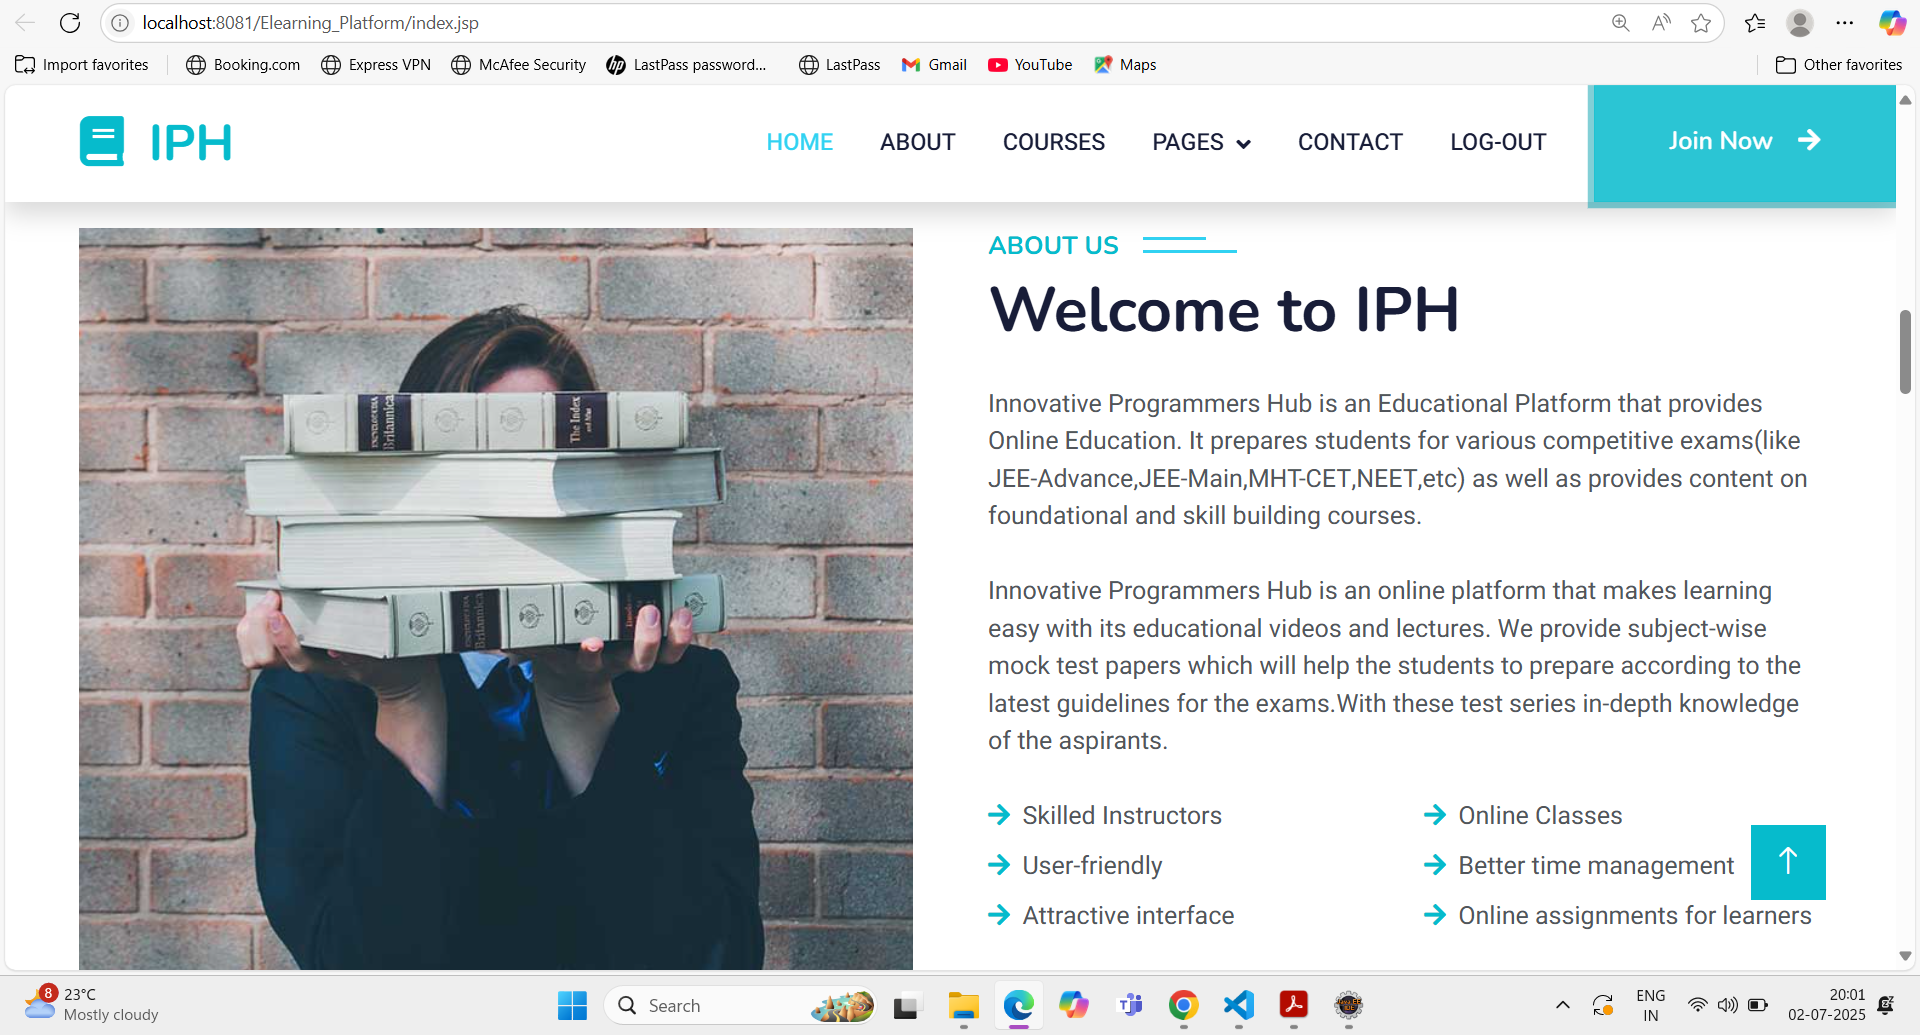 localhost:8081/Elearning_Platform/index.jsp
Import favorites
Booking.com
Express VPN
McAfee Security
LastPass password...
LastPass
Gmail
YouTube
Maps
Other favorites
IPH
HOME
ABOUT
COURSES
PAGES
CONTACT
LOG-OUT
Join Now
ENCYCLOPAEDIA
Britannica
The Index
Britannica
ABOUT US
Welcome to IPH
Innovative Programmers Hub is an Educational Platform that provides
Online Education. It prepares students for various competitive exams(like
JEE-Advance,JEE-Main,MHT-CET,NEET,etc) as well as provides content on
foundational and skill building courses.
Innovative Programmers Hub is an online platform that makes learning
easy with its educational videos and lectures. We provide subject-wise
mock test papers which will help the students to prepare according to the
latest guidelines for the exams.With these test series in-depth knowledge
of the aspirants.
Skilled Instructors
Online Classes
User-friendly
Better time management
Attractive interface
Online assignments for learners
8
23°C
Mostly cloudy
Search
ENG
IN
20:01
02-07-2025